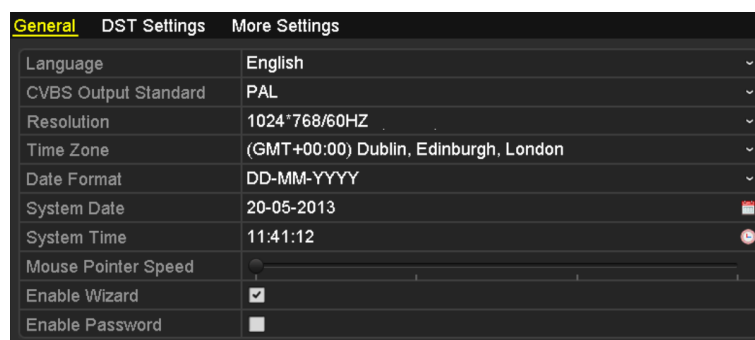 General DST Settings More Settings
Language English
CVBS Output Standard PAL
Resolution 1024*768/60HZ
Time Zone (GMT+00:00) Dublin, Edinburgh, London
Date Format DD-MM-YYYY
System Date 20-05-2013
System Time 11:41:12
Mouse Pointer Speed
Enable Wizard
Enable Password